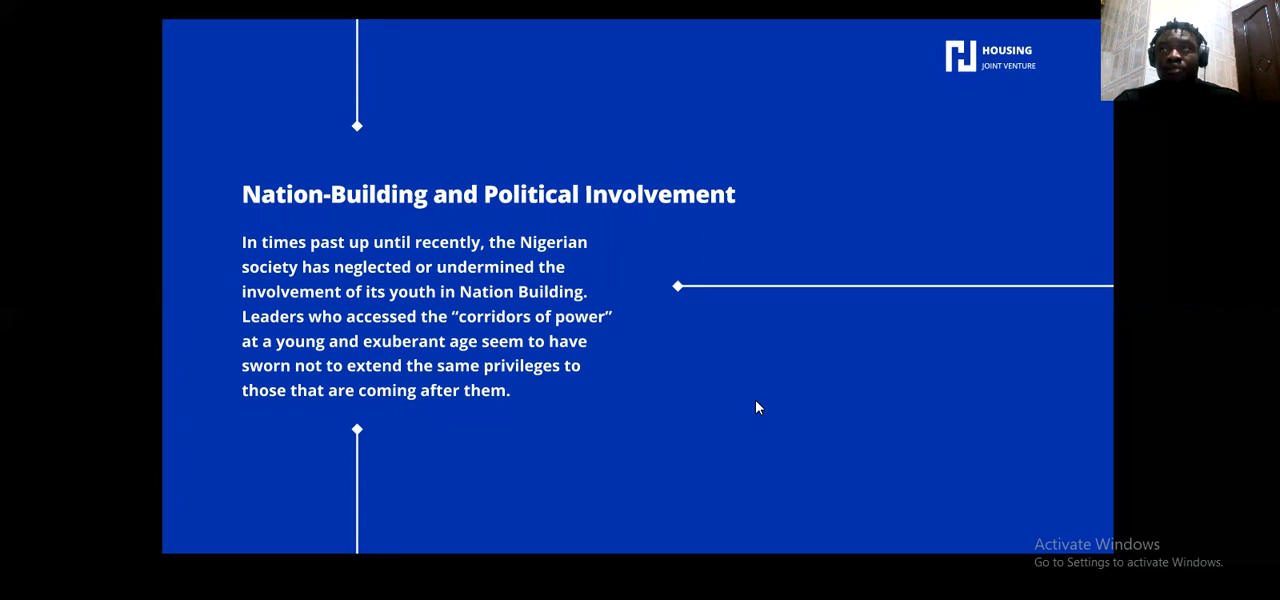 HOUSING
JOINT VENTURE
Nation-Building and Political Involvement
In times past up until recently, the Nigerian
society has neglected or undermined the
involvement of its youth in Nation Building.
Leaders who accessed the “corridors of power”
at a young and exuberant age seem to have
sworn not to extend the same privileges to
those that are coming after them.
Activate Windows
Go to Settings to activate Windows.